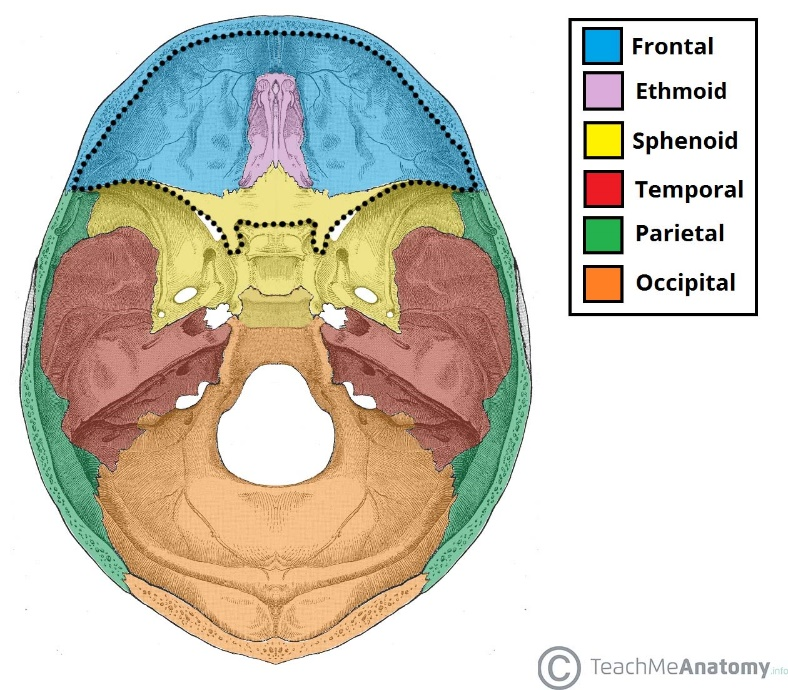 Frontal
Ethmoid
Sphenoid
Temporal
Parietal
Occipital
© TeachMeAnatomy.info